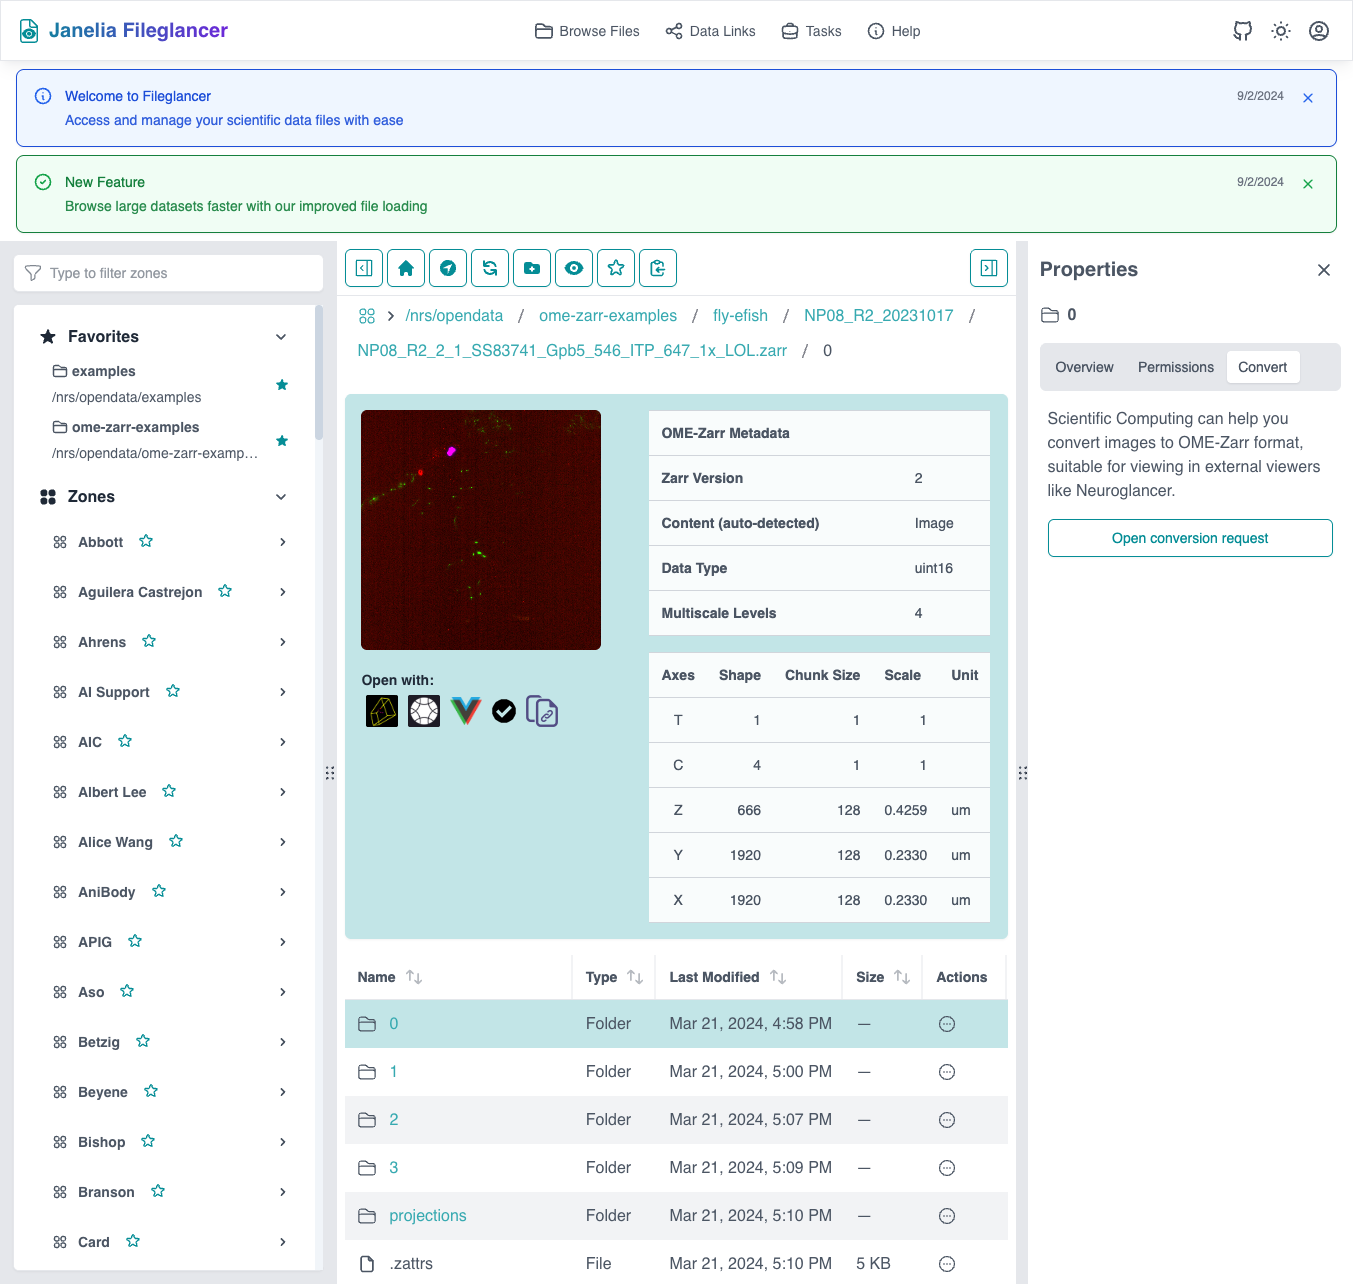 Janelia Fileglancer
Browse Files
Data Links
Tasks
Help
Welcome to Fileglancer
9/2/2024
Access and manage your scientific data files with ease
New Feature
9/2/2024
Browse large datasets faster with our improved file loading
Type to filter zones
Favorites
examples
/nrs/opendata/examples
ome-zarr-examples
/nrs/opendata/ome-zarr-examp…
Zones
Abbott
Aguilera Castrejon
Ahrens
AI Support
AIC
Albert Lee
Alice Wang
AniBody
APIG
Aso
Betzig
Beyene
Bishop
Branson
Card
/nrs/opendata / ome-zarr-examples / fly-efish / NP08_R2_20231017 /
NP08_R2_2_1_SS83741_Gpb5_546_ITP_647_1x_LOL.zarr / 0
Open with:
OME-Zarr Metadata
Zarr Version 2
Content (auto-detected) Image
Data Type uint16
Multiscale Levels 4
Axes Shape Chunk Size Scale Unit
T 1 1 1
C 4 1 1
Z 666 128 0.4259 um
Y 1920 128 0.2330 um
X 1920 128 0.2330 um
Name Type Last Modified Size Actions
0 Folder Mar 21, 2024, 4:58 PM —
1 Folder Mar 21, 2024, 5:00 PM —
2 Folder Mar 21, 2024, 5:07 PM —
3 Folder Mar 21, 2024, 5:09 PM —
projections Folder Mar 21, 2024, 5:10 PM —
.zattrs File Mar 21, 2024, 5:10 PM 5 KB
Properties
0
Overview Permissions Convert
Scientific Computing can help you
convert images to OME-Zarr format,
suitable for viewing in external viewers
like Neuroglancer.
Open conversion request